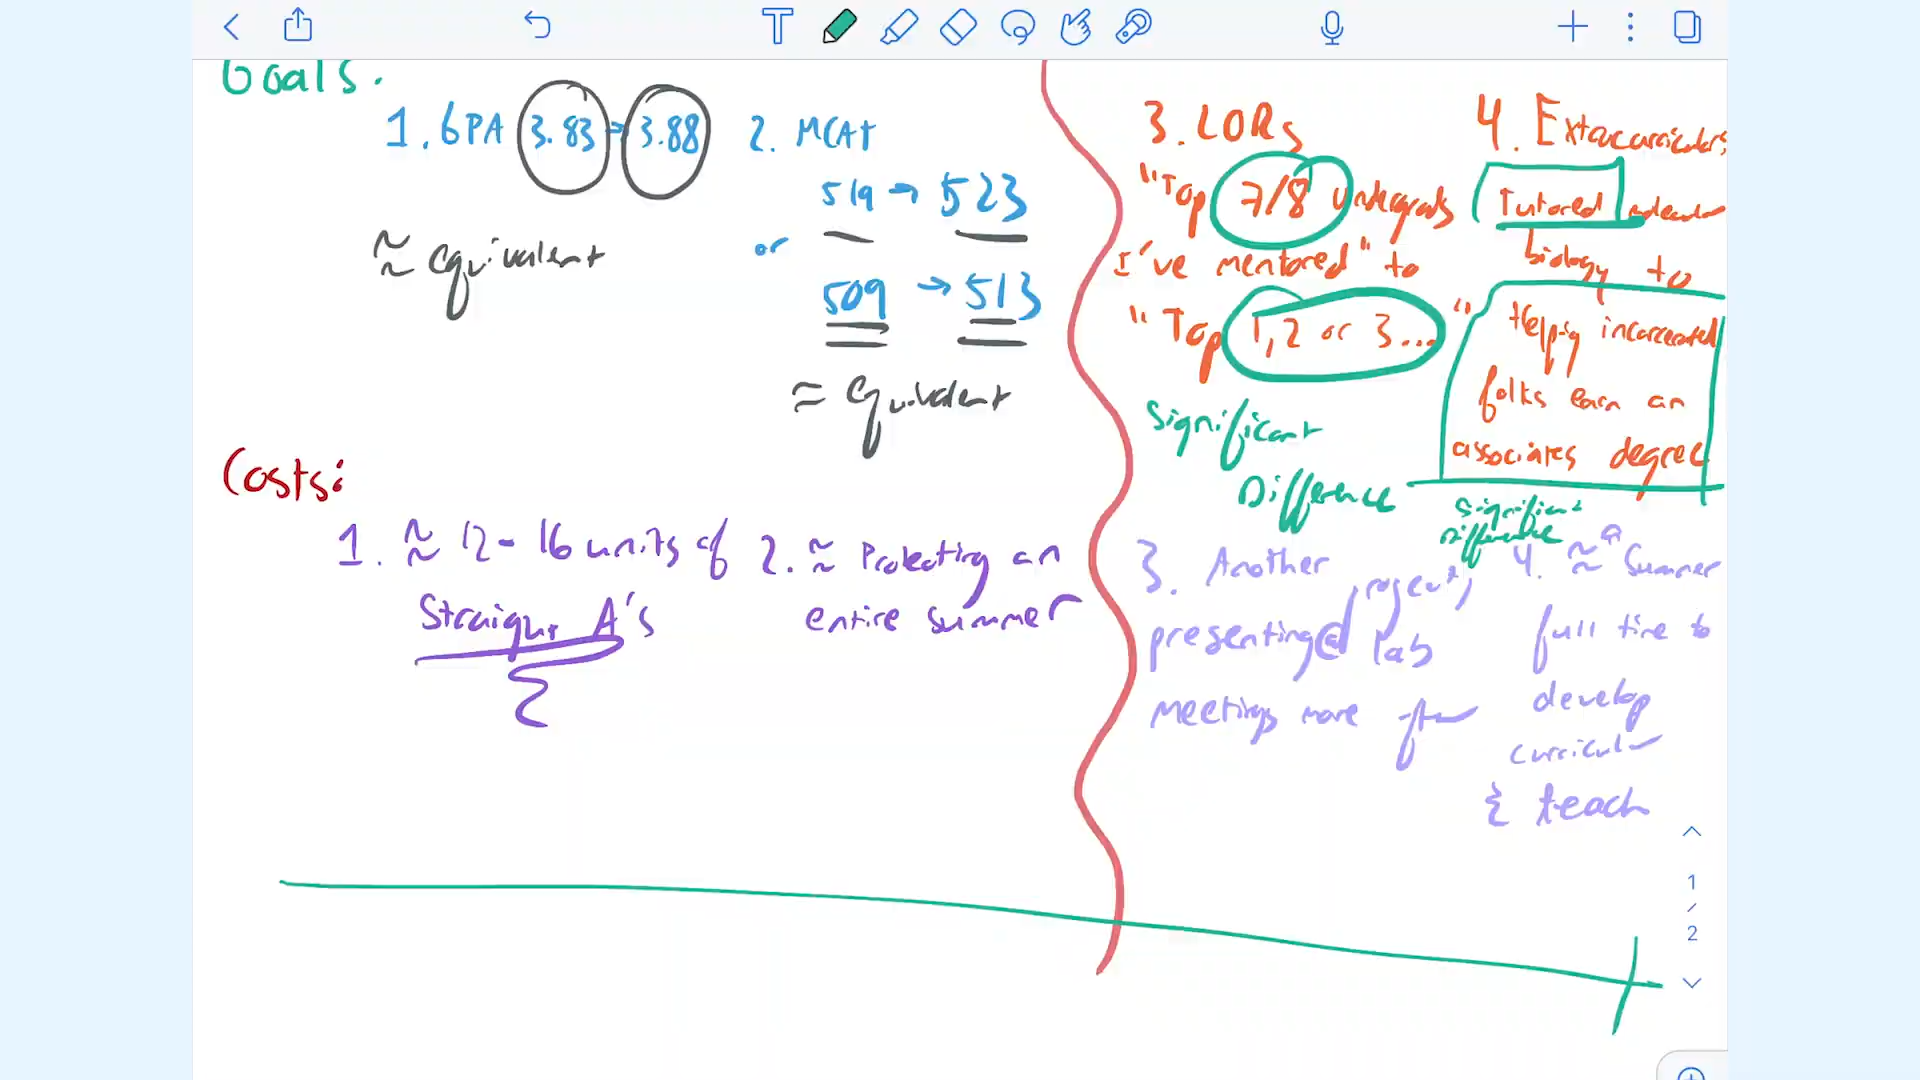 Goals:
1. GPA 3.83 → 3.88
≈ equivalent
2. MCAT
519 → 523
or
509 → 513
≈ equivalent
3. LORs
"Top 7/8 undergrads
I've mentored" to
"Top 1, 2 or 3... "
Significant
Difference
4. Extracurriculars
Tutored molecular
biology to
Helping incarcerated
folks earn an
associates degree
Significant
Difference
Costs:
1. ≈ 12 - 16 units of
Straight A's
2. ≈ Protecting an
entire summer
3. Another project,
presenting @ lab
meetings more often
4. ≈ a Summer
full time to
develop
curriculum
& teach
1
/
2